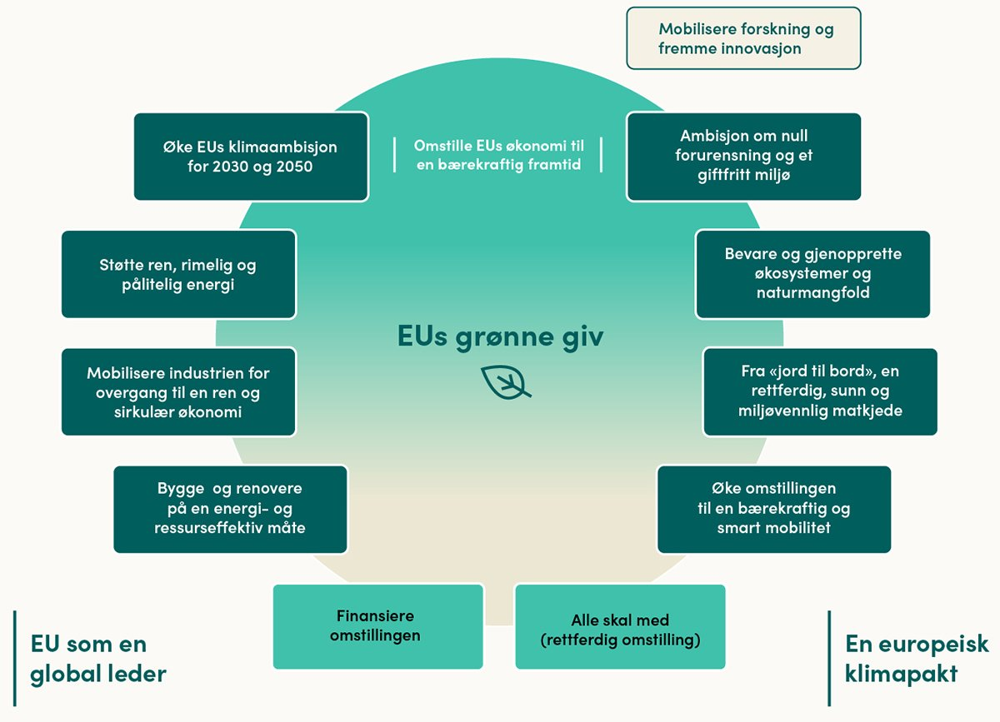 Mobilisere forskning og
fremme innovasjon
Øke EUs klimaambisjon
for 2030 og 2050
Omstille EUs økonomi til
en bærekraftig framtid
Ambisjon om null
forurensning og et
giftfritt miljø
Støtte ren, rimelig og
pålitelig energi
Bevare og gjenopprette
økosystemer og
naturmangfold
EUs grønne giv
Mobilisere industrien for
overgang til en ren og
sirkulær økonomi
Fra «jord til bord», en
rettferdig, sunn og
miljøvennlig matkjede
Bygge og renovere
på en energi- og
ressurseffektiv måte
Øke omstillingen
til en bærekraftig og
smart mobilitet
Finansiere
omstillingen
Alle skal med
(rettferdig omstilling)
EU som en
global leder
En europeisk
klimapakt